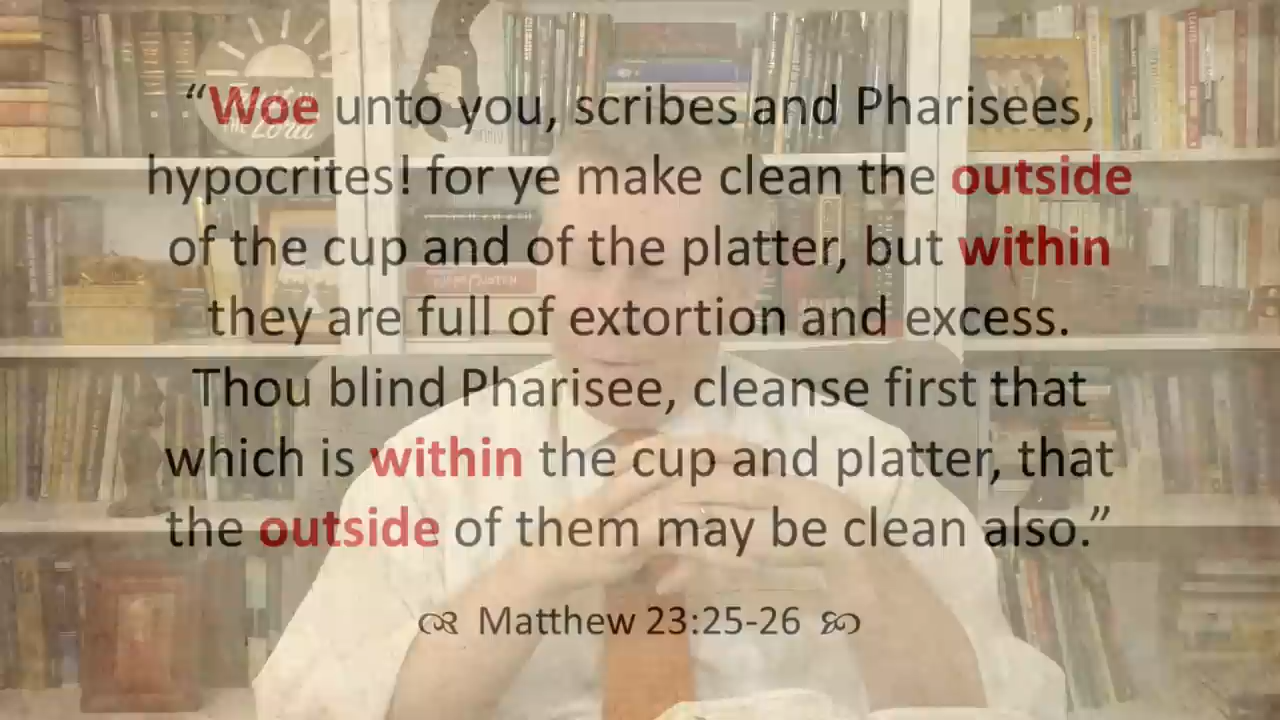 “Woe unto you, scribes and Pharisees,
hypocrites! for ye make clean the outside
of the cup and of the platter, but within
they are full of extortion and excess.
Thou blind Pharisee, cleanse first that
which is within the cup and platter, that
the outside of them may be clean also.”
Matthew 23:25-26
the Lord